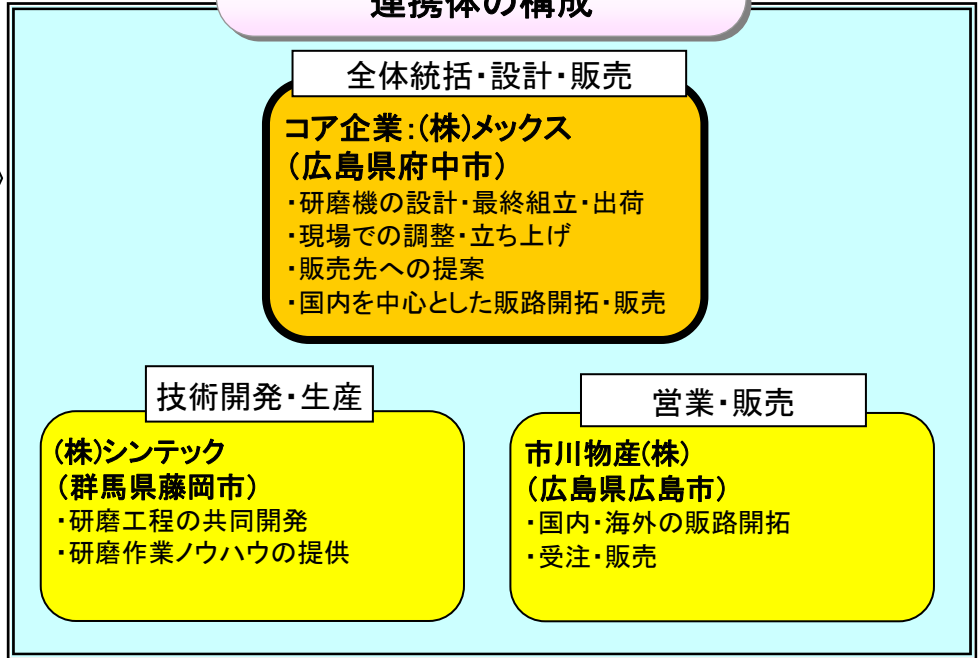 連携体の構成
全体統括・設計・販売
コア企業：(株)メックス
（広島県府中市）
・研磨機の設計・最終組立・出荷
・現場での調整・立ち上げ
・販売先への提案
・国内を中心とした販路開拓・販売
技術開発・生産
(株)シンテック
（群馬県藤岡市）
・研磨工程の共同開発
・研磨作業ノウハウの提供
営業・販売
市川物産(株)
（広島県広島市）
・国内・海外の販路開拓
・受注・販売